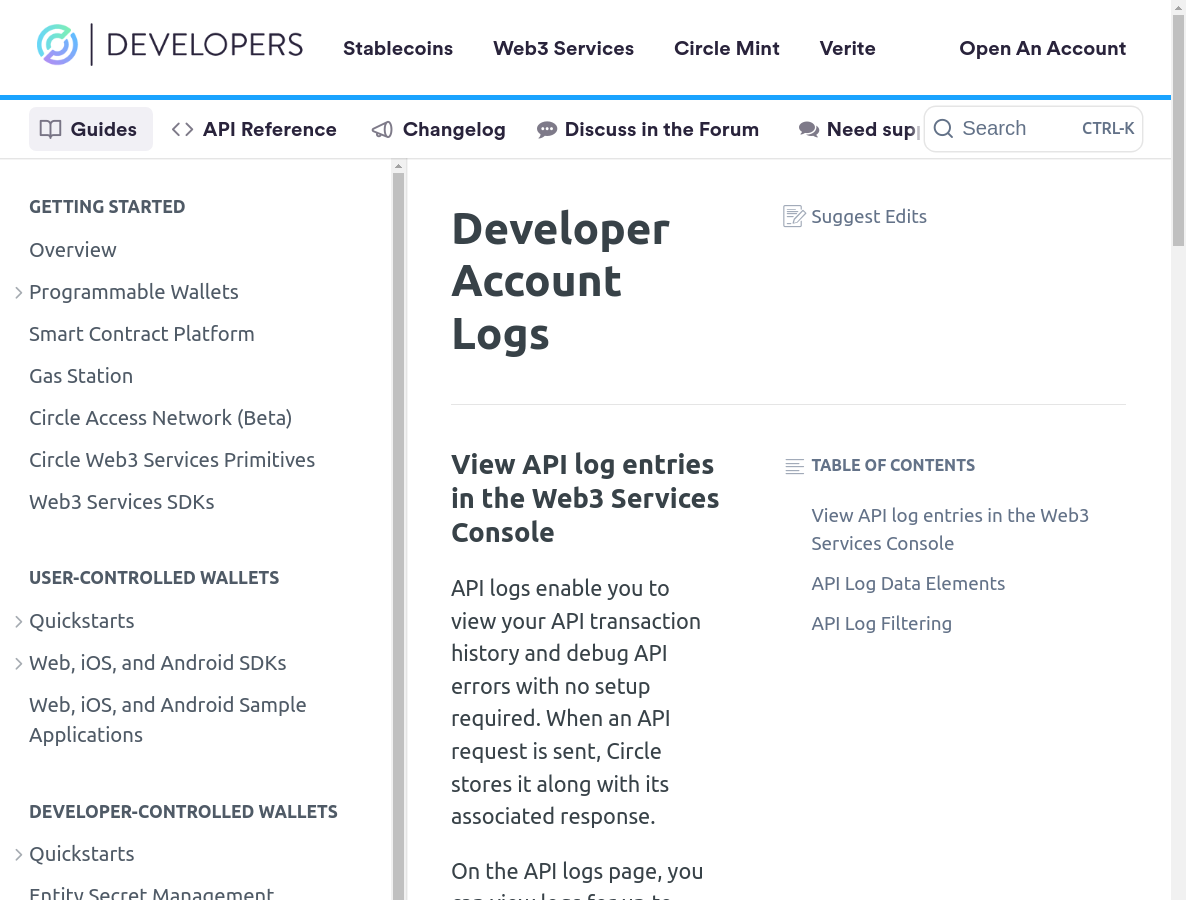 DEVELOPERS
Stablecoins
Web3 Services
Circle Mint
Verite
Open An Account
Guides
API Reference
Changelog
Discuss in the Forum
Need sup
Search
CTRL-K
GETTING STARTED
Overview
Programmable Wallets
Smart Contract Platform
Gas Station
Circle Access Network (Beta)
Circle Web3 Services Primitives
Web3 Services SDKs
USER-CONTROLLED WALLETS
Quickstarts
Web, iOS, and Android SDKs
Web, iOS, and Android Sample
Applications
DEVELOPER-CONTROLLED WALLETS
Quickstarts
Entity Secret Management
Developer
Account
Logs
Suggest Edits
View API log entries
in the Web3 Services
Console
API logs enable you to
view your API transaction
history and debug API
errors with no setup
required. When an API
request is sent, Circle
stores it along with its
associated response.
On the API logs page, you
can view logs for up to
TABLE OF CONTENTS
View API log entries in the Web3
Services Console
API Log Data Elements
API Log Filtering